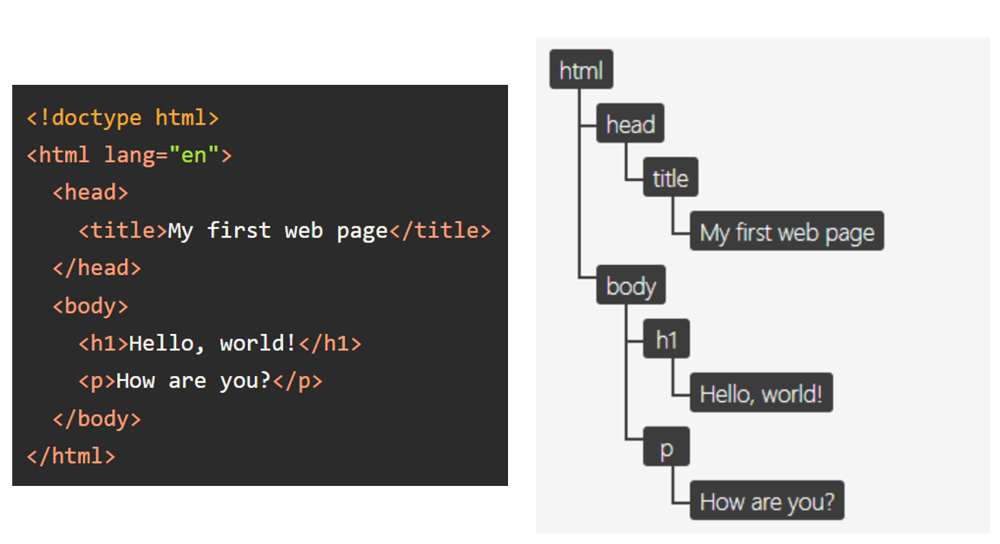 <!doctype html>
<html lang="en">
  <head>
    <title>My first web page</title>
  </head>
  <body>
    <h1>Hello, world!</h1>
    <p>How are you?</p>
  </body>
</html>
html
head
title
My first web page
body
h1
Hello, world!
p
How are you?